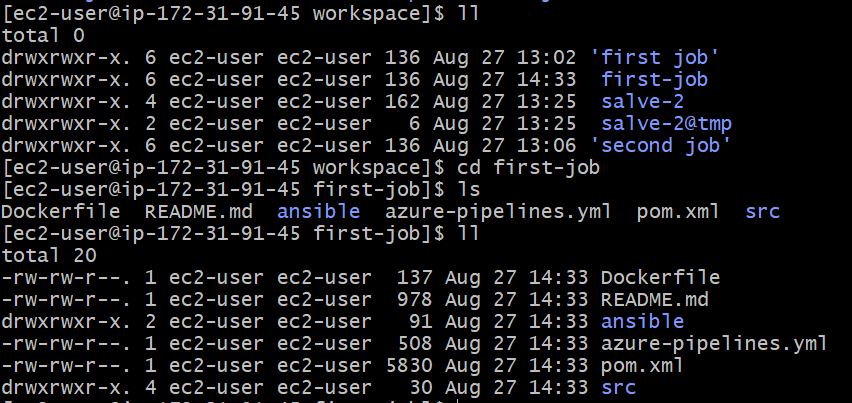 [ec2-user@ip-172-31-91-45 workspace]$ ll
total 0
drwxrwxr-x. 6 ec2-user ec2-user 136 Aug 27 13:02 'first job'
drwxrwxr-x. 6 ec2-user ec2-user 136 Aug 27 14:33  first-job
drwxrwxr-x. 4 ec2-user ec2-user 162 Aug 27 13:25  salve-2
drwxrwxr-x. 2 ec2-user ec2-user   6 Aug 27 13:25  salve-2@tmp
drwxrwxr-x. 6 ec2-user ec2-user 136 Aug 27 13:06 'second job'
[ec2-user@ip-172-31-91-45 workspace]$ cd first-job
[ec2-user@ip-172-31-91-45 first-job]$ ls
Dockerfile  README.md  ansible  azure-pipelines.yml  pom.xml  src
[ec2-user@ip-172-31-91-45 first-job]$ ll
total 20
-rw-rw-r--. 1 ec2-user ec2-user  137 Aug 27 14:33 Dockerfile
-rw-rw-r--. 1 ec2-user ec2-user  978 Aug 27 14:33 README.md
drwxrwxr-x. 2 ec2-user ec2-user   91 Aug 27 14:33 ansible
-rw-rw-r--. 1 ec2-user ec2-user  508 Aug 27 14:33 azure-pipelines.yml
-rw-rw-r--. 1 ec2-user ec2-user 5830 Aug 27 14:33 pom.xml
drwxrwxr-x. 4 ec2-user ec2-user   30 Aug 27 14:33 src